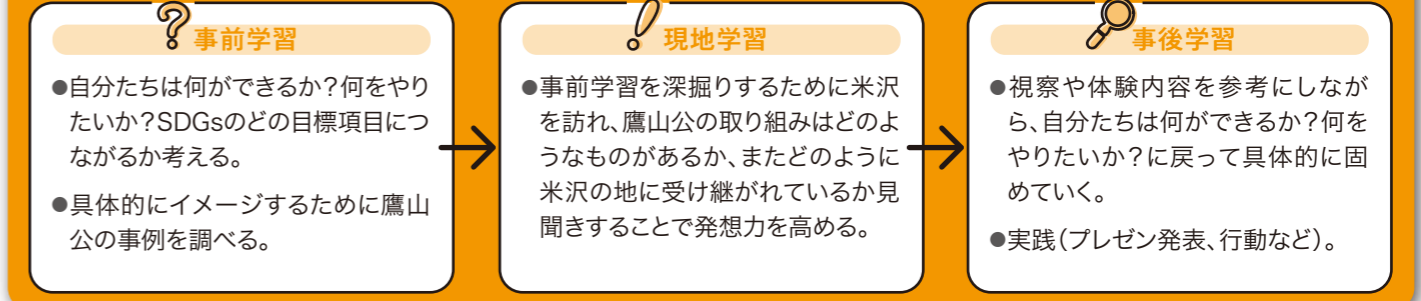 事前学習
●自分たちは何ができるか?何をやり
たいか?SDGsのどの目標項目につ
ながるか考える。
●具体的にイメージするために鷹山
公の事例を調べる。
現地学習
●事前学習を深掘りするために米沢
を訪れ、鷹山公の取り組みはどのよ
うなものがあるか、またどのように
米沢の地に受け継がれているか見
聞きすることで発想力を高める。
事後学習
●視察や体験内容を参考にしなが
ら、自分たちは何ができるか?何を
やりたいか?に戻って具体的に固
めていく。
●実践(プレゼン発表、行動など)。